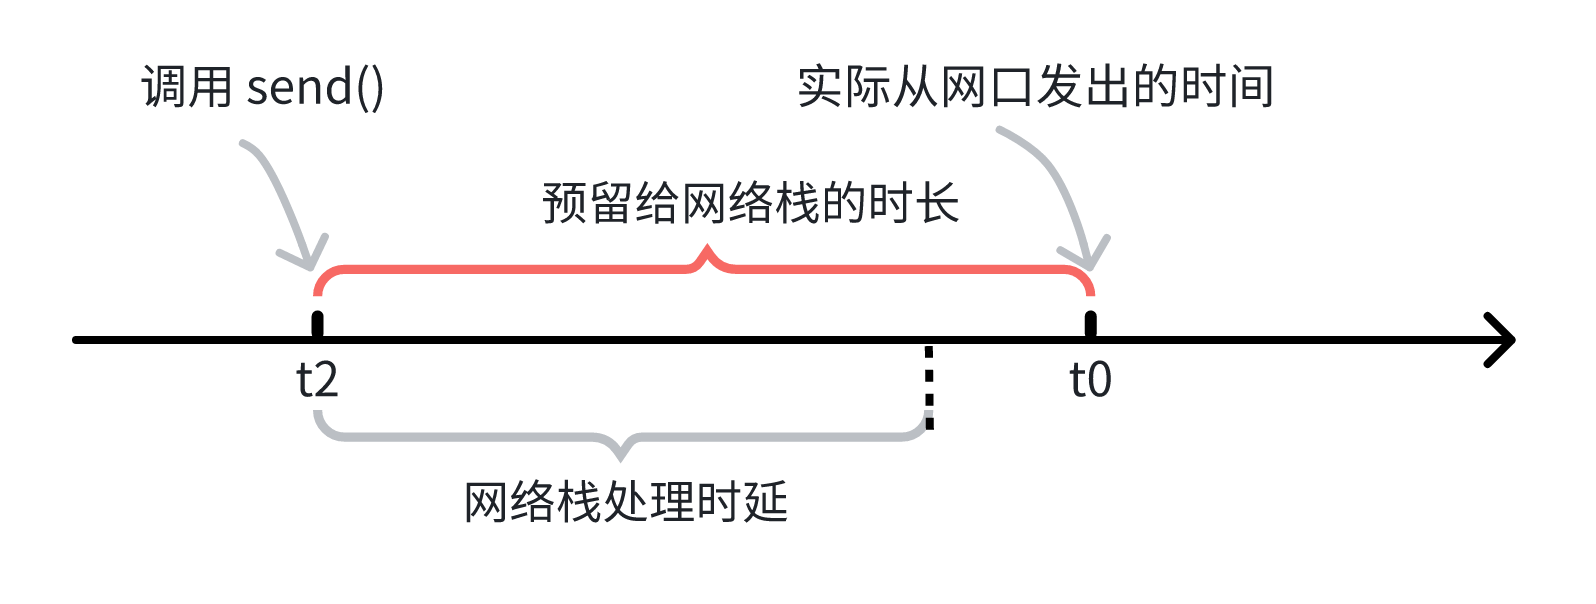 调用 send()
实际从网口发出的时间
预留给网络栈的时长
t2
t0
网络栈处理时延